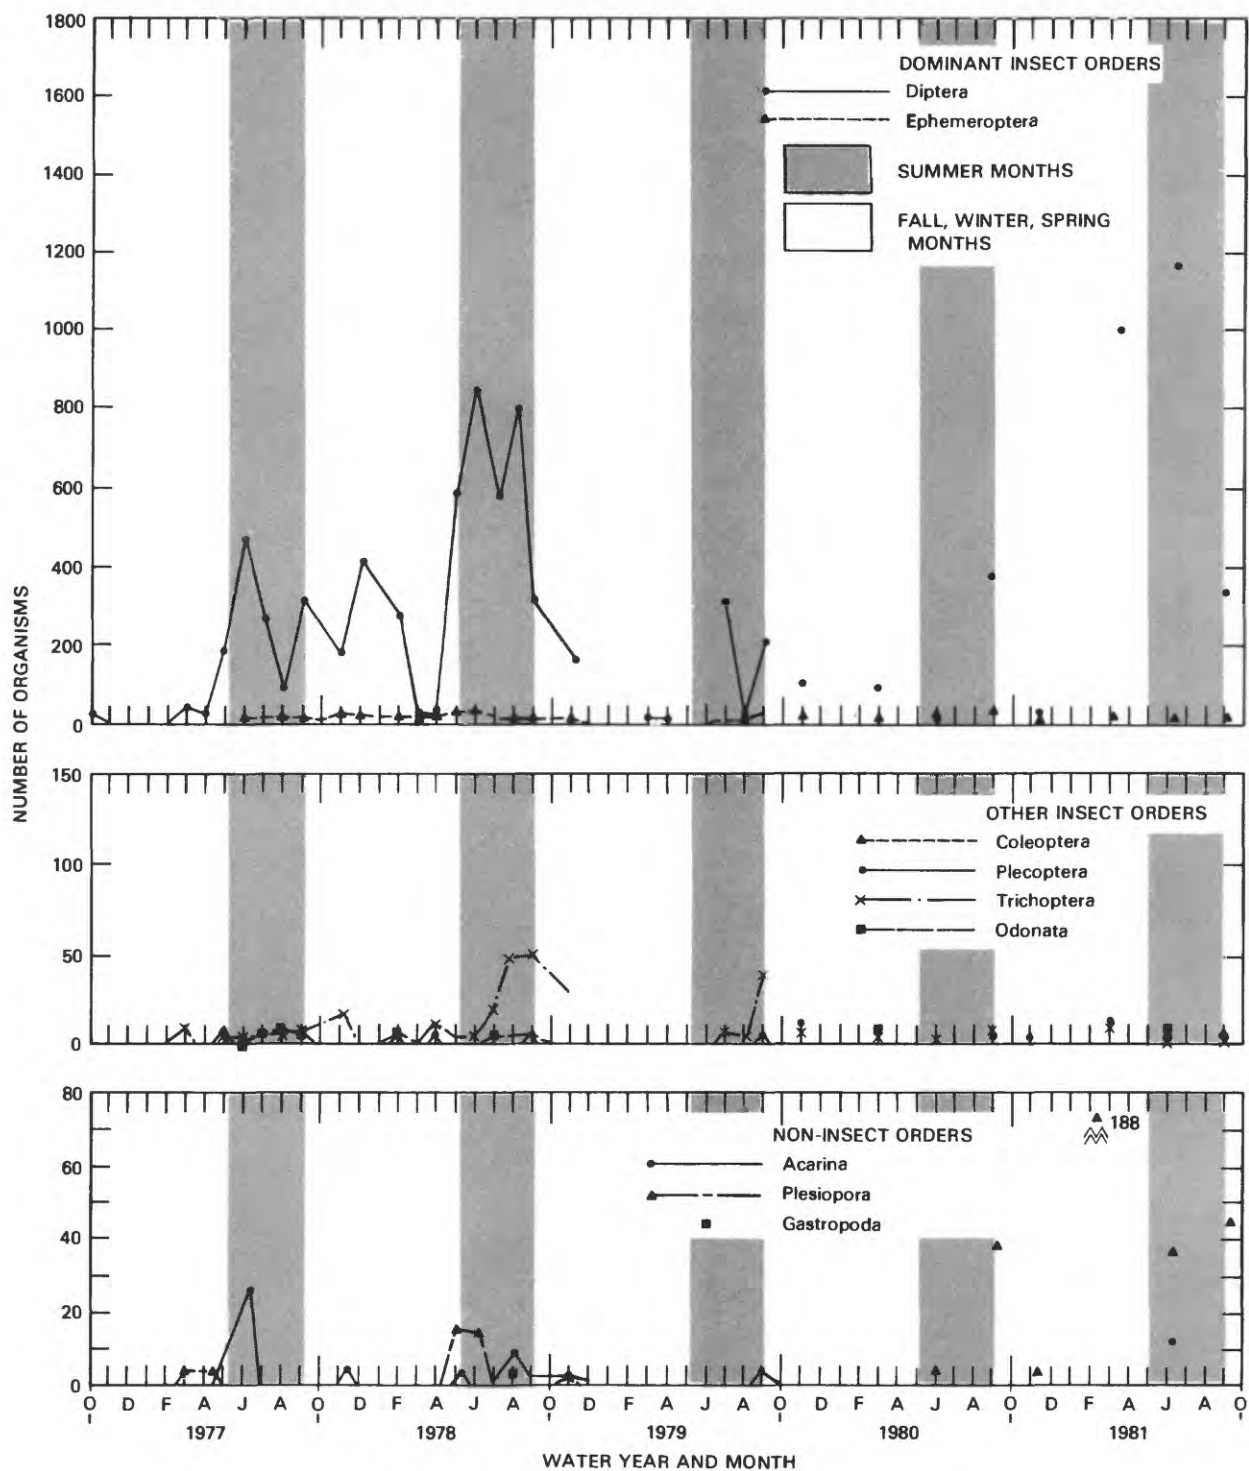 1800
1600
1400
1200
1000
800
600
400
200
0
DOMINANT INSECT ORDERS
Diptera
Ephemeroptera
SUMMER MONTHS
FALL, WINTER, SPRING
MONTHS
NUMBER OF ORGANISMS
150
100
50
0
OTHER INSECT ORDERS
Coleoptera
Plecoptera
Trichoptera
Odonata
80
60
40
20
0
NON-INSECT ORDERS
Acarina
Plesiopora
Gastropoda
188
O D F A J A O D F A J A O D F A J A O D F A J A O D F A J A O
1977 1978 1979 1980 1981
WATER YEAR AND MONTH